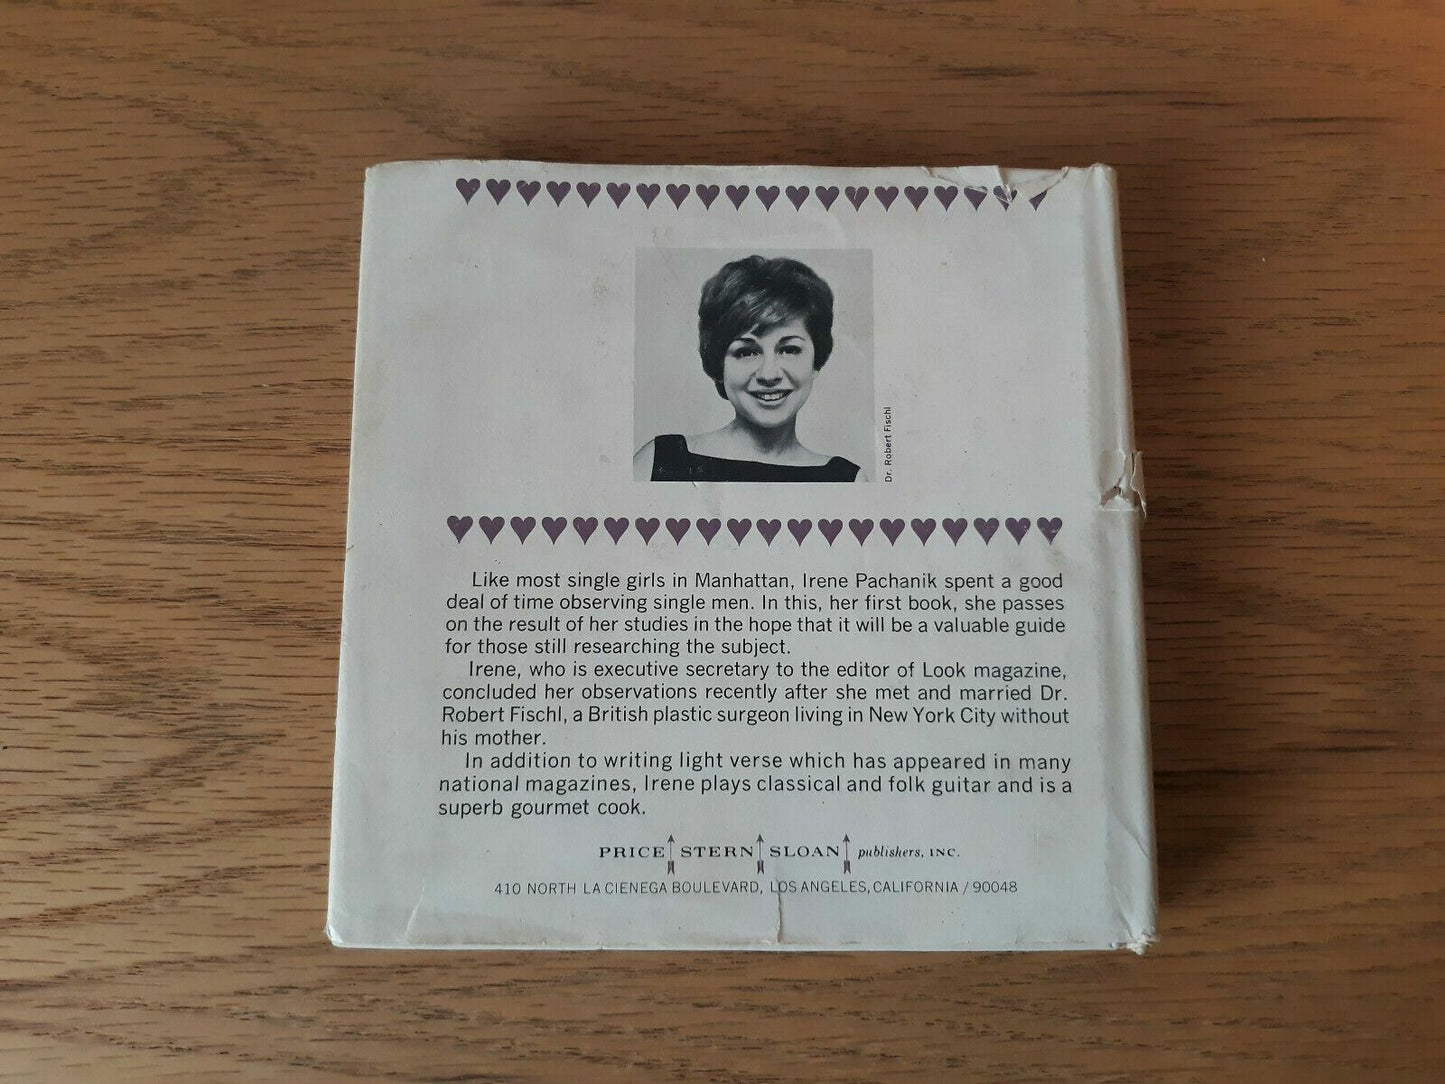 Dr. Robert Fischl
Like most single girls in Manhattan, Irene Pachanik spent a good
deal of time observing single men. In this, her first book, she passes
on the result of her studies in the hope that it will be a valuable guide
for those still researching the subject.
Irene, who is executive secretary to the editor of Look magazine,
concluded her observations recently after she met and married Dr.
Robert Fischl, a British plastic surgeon living in New York City without
his mother.
In addition to writing light verse which has appeared in many
national magazines, Irene plays classical and folk guitar and is a
superb gourmet cook.
PRICE STERN SLOAN publishers, INC.
410 NORTH LA CIENEGA BOULEVARD, LOS ANGELES, CALIFORNIA / 90048